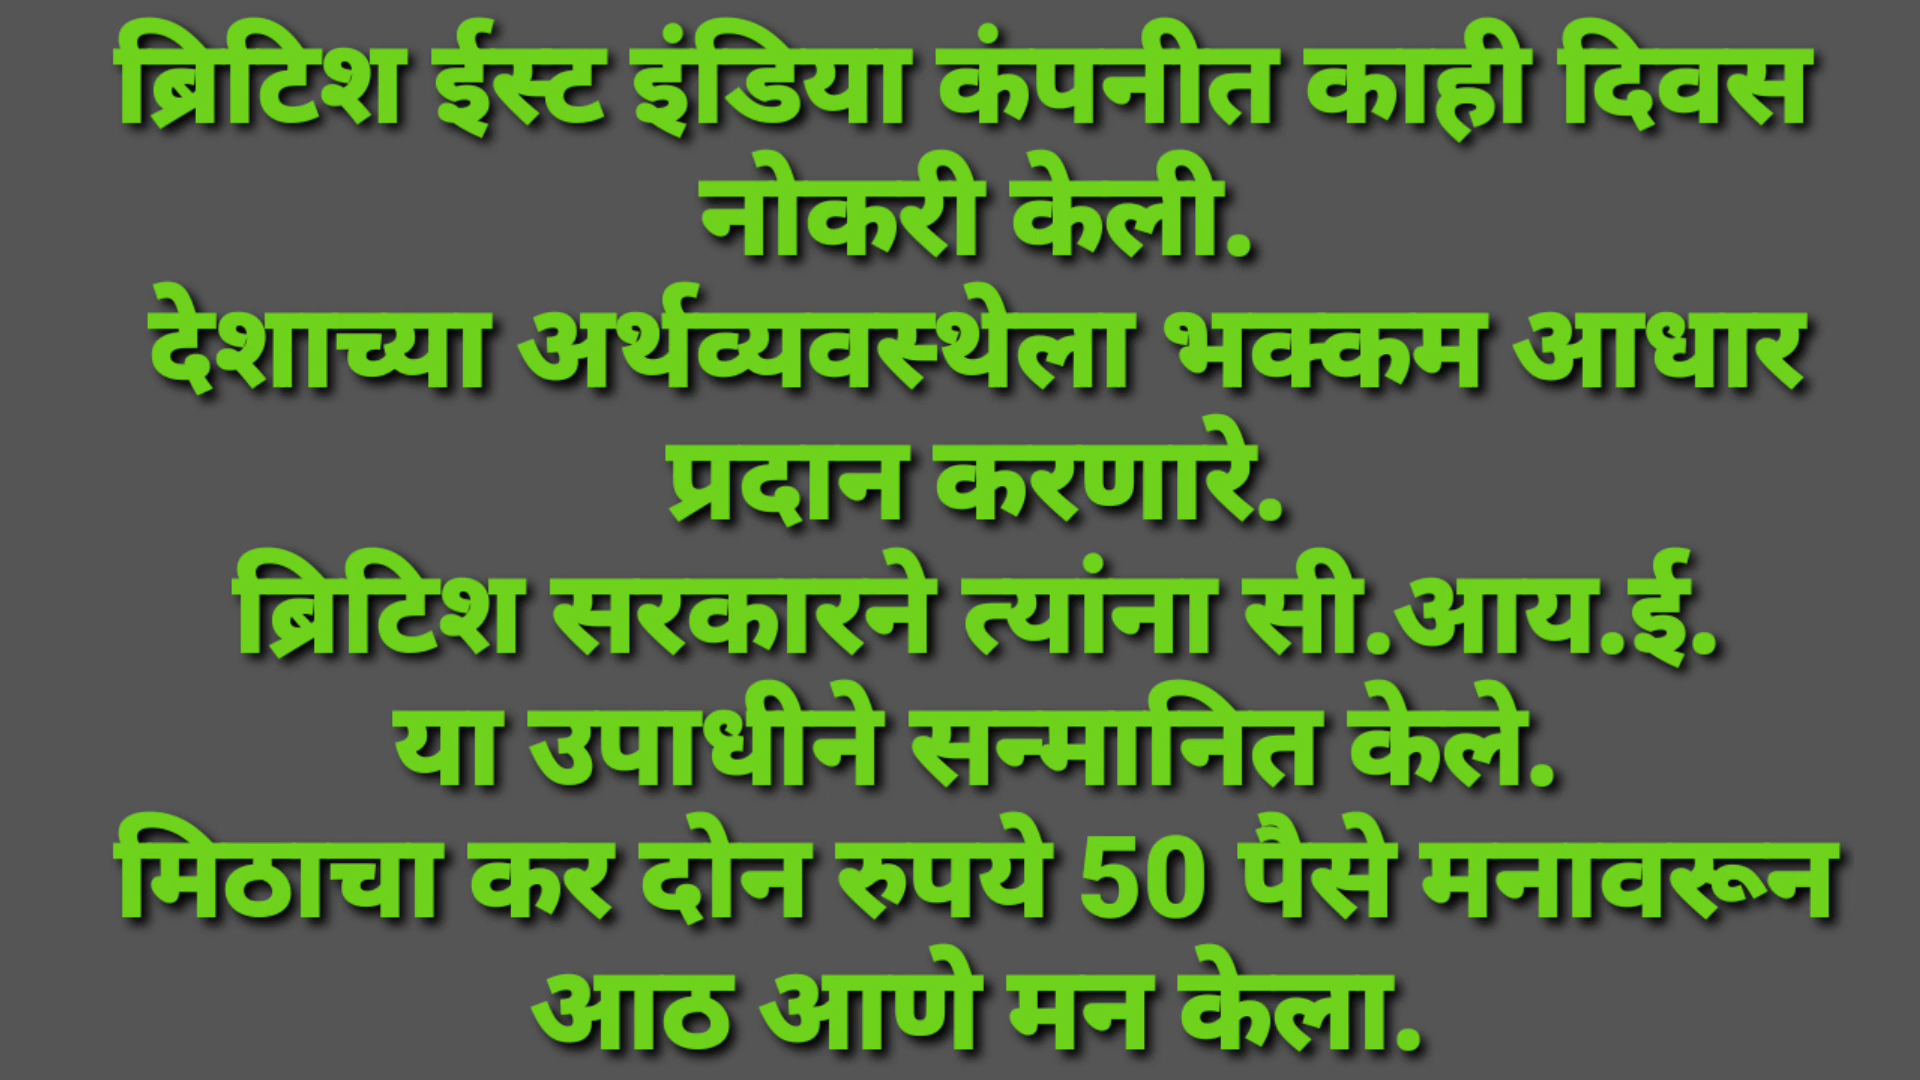 ब्रिटिश ईस्ट इंडिया कंपनीत काही दिवस
नोकरी केली.
देशाच्या अर्थव्यवस्थेला भक्कम आधार
प्रदान करणारे.
ब्रिटिश सरकारने त्यांना सी.आय.ई.
या उपाधीने सन्मानित केले.
मिठाचा कर दोन रुपये 50 पैसे मनावरून
आठ आणे मन केला.